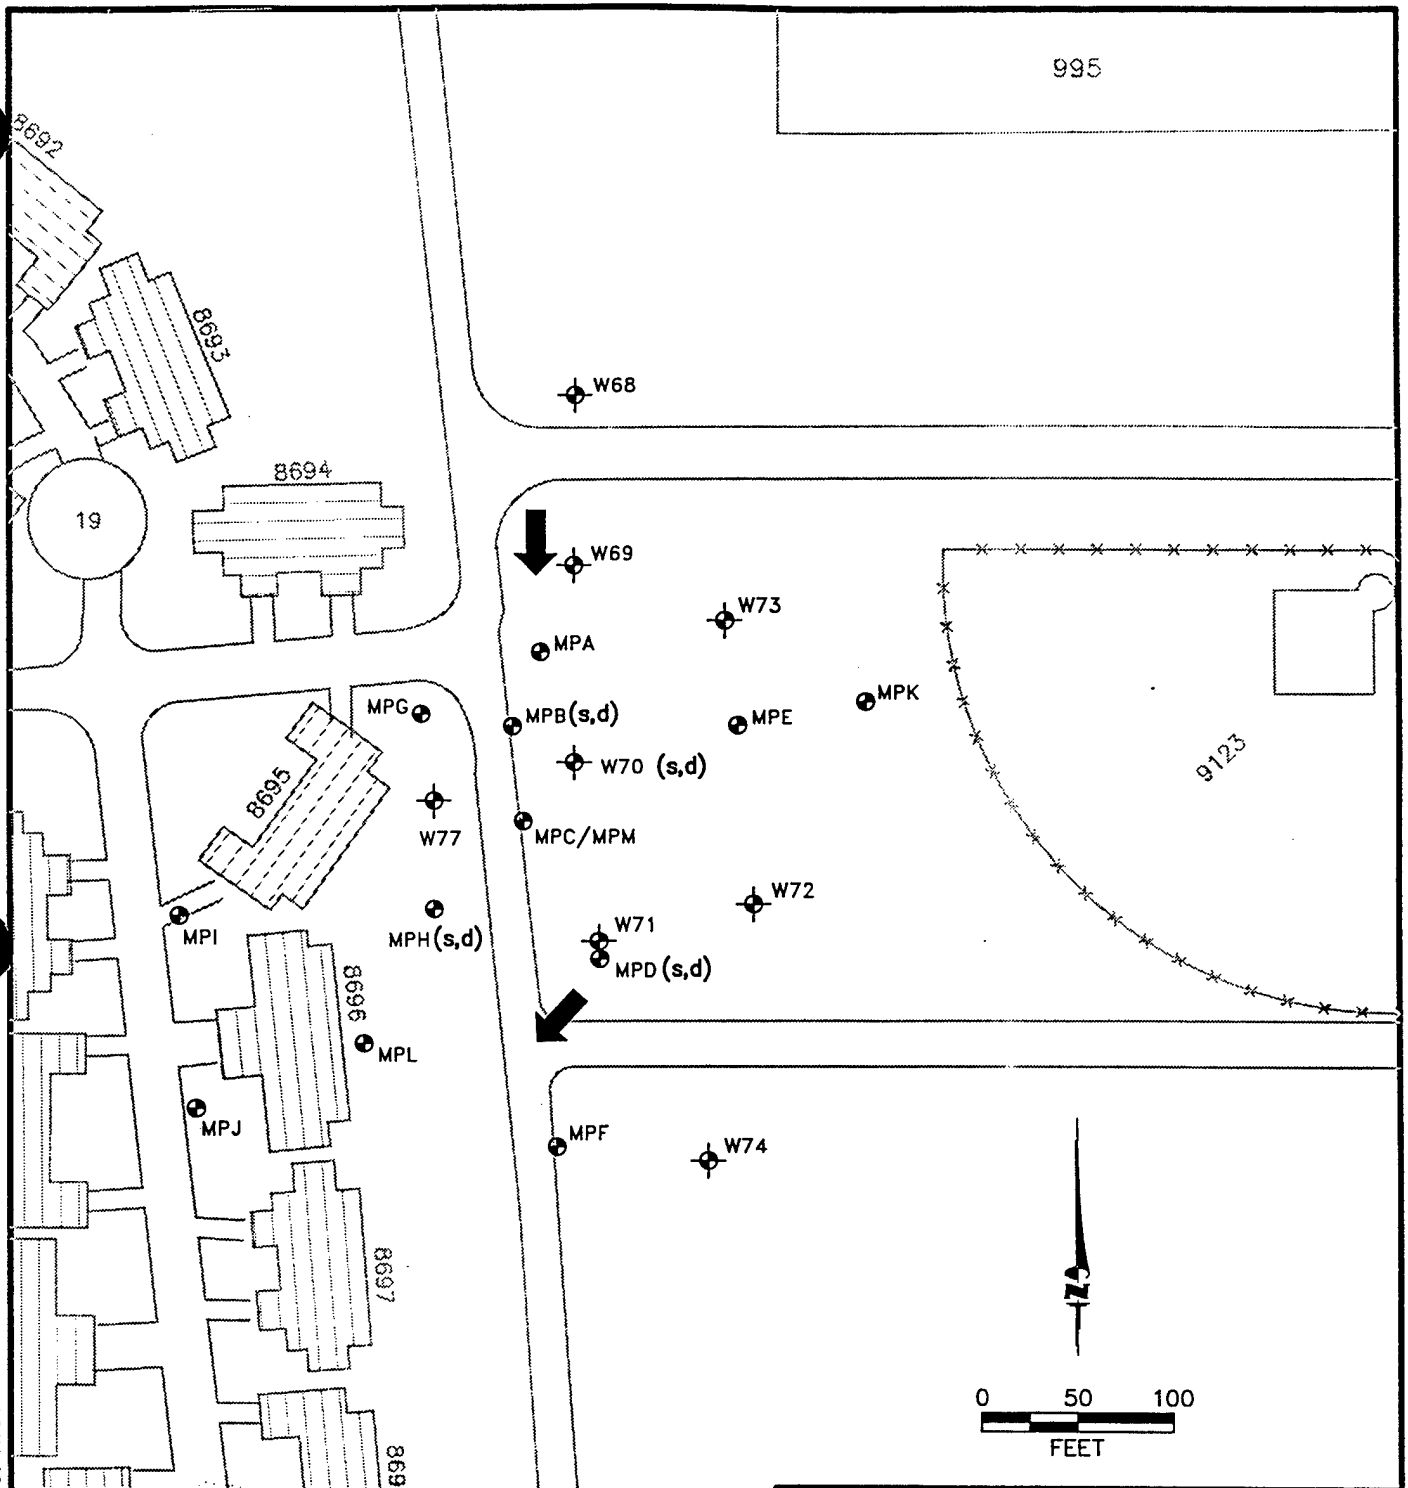 995
8692
8693
W68
8694
19
W69
W73
MPA
MPK
MPG
MPB(s,d)
MPE
W70 (s,d)
9123
8695
W77
MPC/MPM
W72
W71
MPI
MPH(s,d)
MPD(s,d)
8696
MPL
MPJ
MPF
W74
8697
N
0 50 100
FEET
869